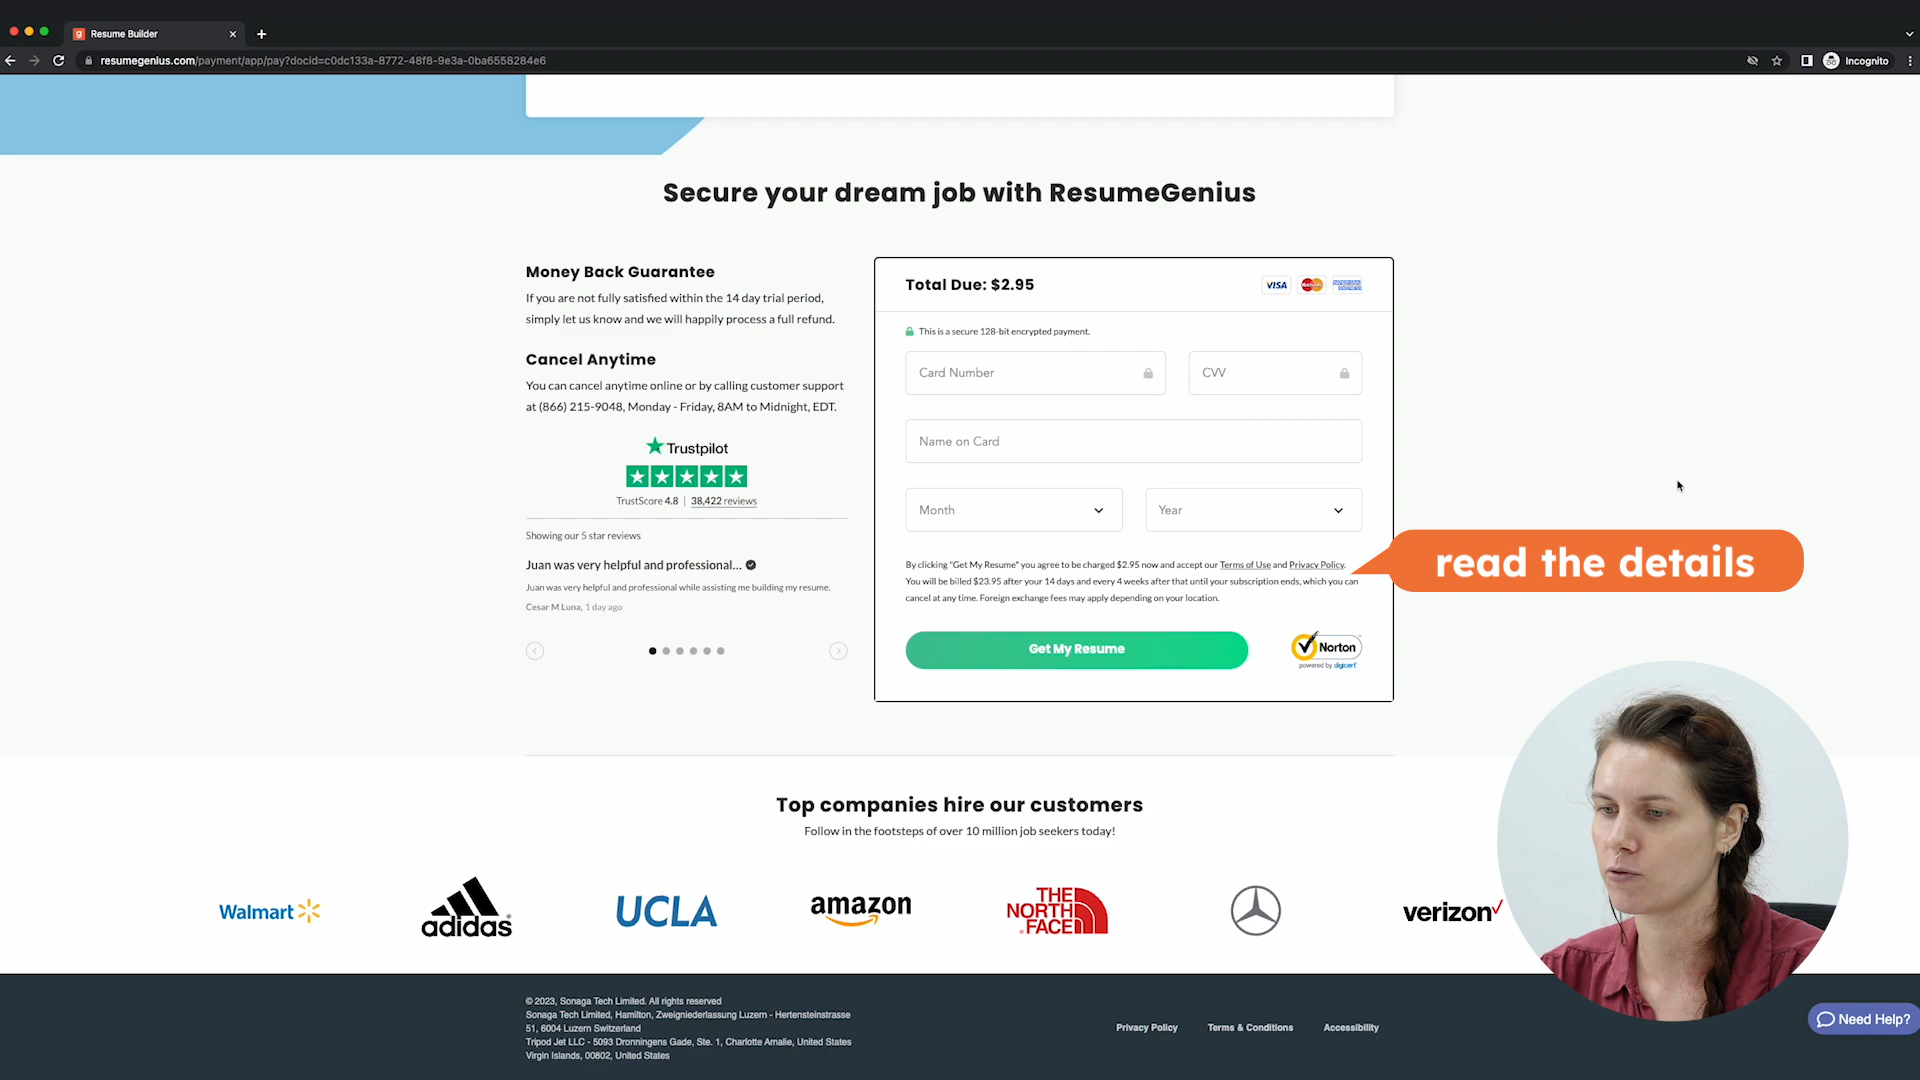 Resume Builder
resumegenius.com/payment/app/pay?docid=c0dc133a-8772-48f8-9e3a-0ba6558284e6
Incognito
Secure your dream job with ResumeGenius
Money Back Guarantee
If you are not fully satisfied within the 14 day trial period,
simply let us know and we will happily process a full refund.
Cancel Anytime
You can cancel anytime online or by calling customer support
at (866) 215-9048, Monday - Friday, 8AM to Midnight, EDT.
Trustpilot
TrustScore 4.8 | 38,422 reviews
Showing our 5 star reviews
Juan was very helpful and professional...
Juan was very helpful and professional while assisting me building my resume.
Cesar M Luna, 1 day ago
Total Due: $2.95
VISA
This is a secure 128-bit encrypted payment.
Card Number
CVV
Name on Card
Month
Year
By clicking "Get My Resume" you agree to be charged $2.95 now and accept our Terms of Use and Privacy Policy.
You will be billed $23.95 after your 14 days and every 4 weeks after that until your subscription ends, which you can
cancel at any time. Foreign exchange fees may apply depending on your location.
read the details
Get My Resume
Norton
powered by digicert
Top companies hire our customers
Follow in the footsteps of over 10 million job seekers today!
Walmart
adidas
UCLA
amazon
THE
NORTH
FACE
verizon
© 2023, Sonaga Tech Limited. All rights reserved
Sonaga Tech Limited, Hamilton, Zweigniederlassung Luzern - Hertensteinstrasse
51, 6004 Luzern Switzerland
Tripod Jet LLC - 5093 Dronningens Gade, Ste. 1, Charlotte Amalie, United States
Virgin Islands, 00802, United States
Privacy Policy
Terms & Conditions
Accessibility
Need Help?